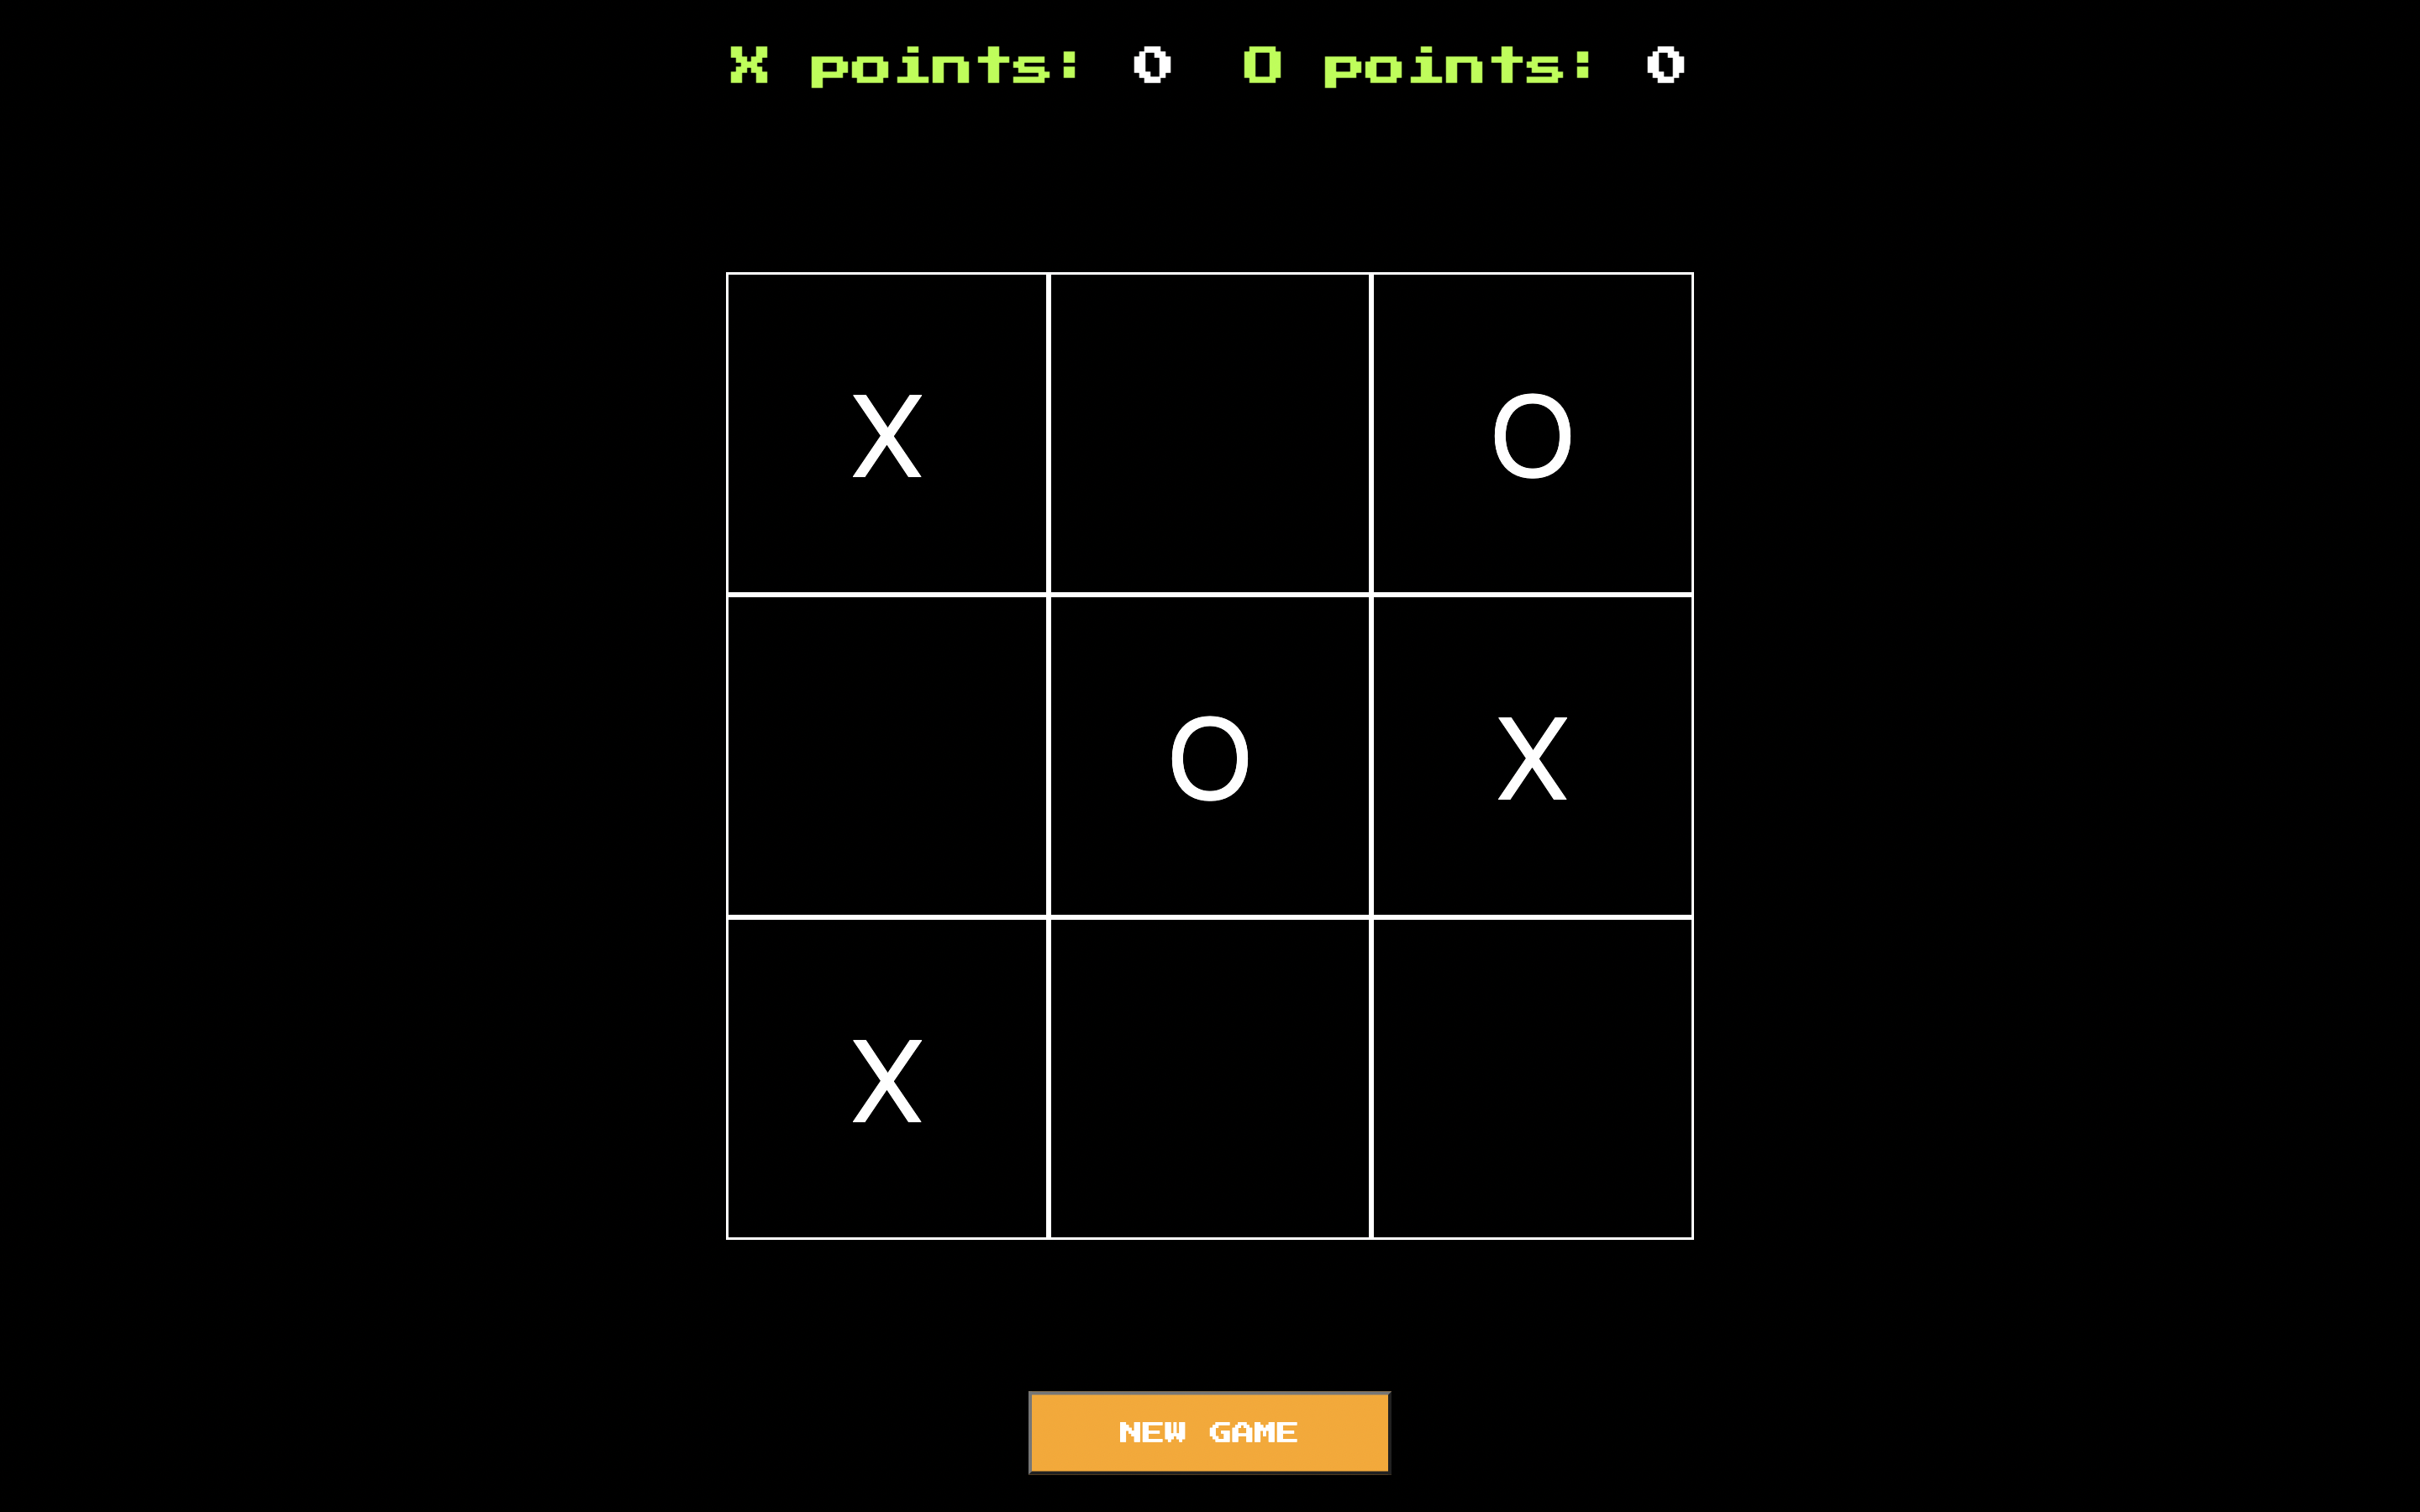 X points: 0 O points: 0
X O
O X
X
NEW GAME